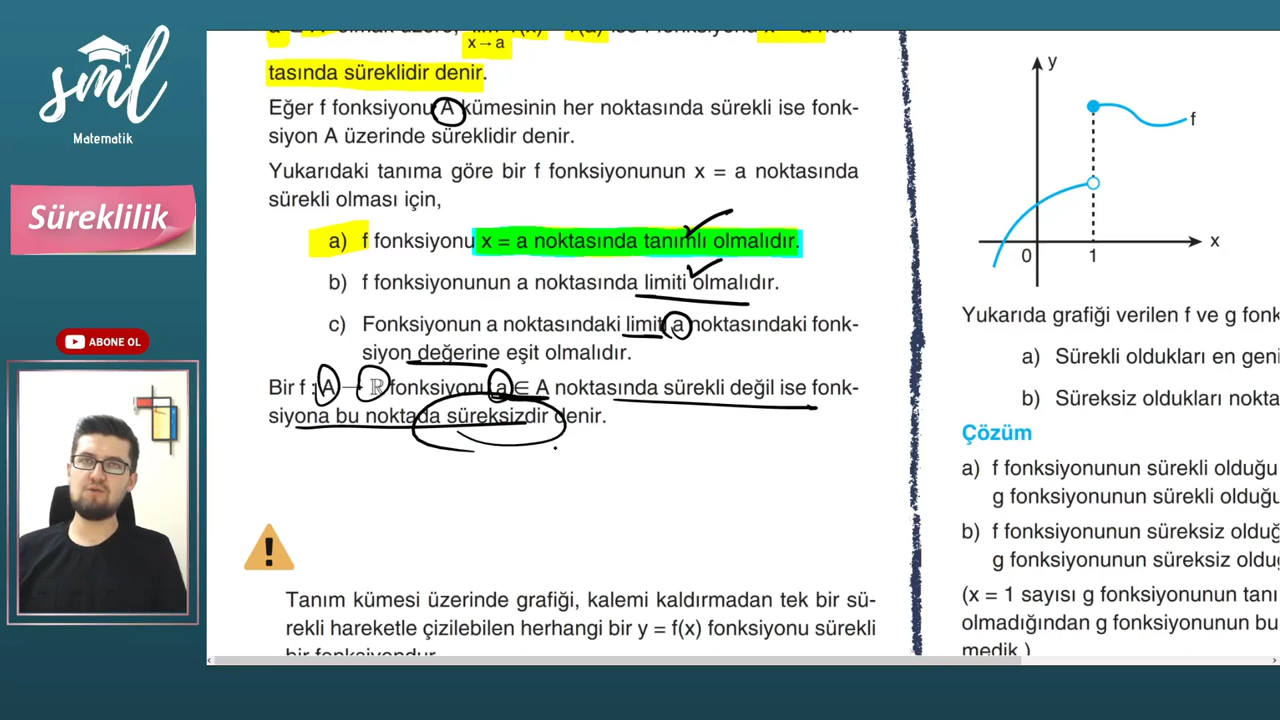 sml
Matematik
Süreklilik
ABONE OL
x → a
tasında süreklidir denir.
Eğer f fonksiyonu A kümesinin her noktasında sürekli ise fonk-
siyon A üzerinde süreklidir denir.
Yukarıdaki tanıma göre bir f fonksiyonunun x = a noktasında
sürekli olması için,
a) f fonksiyonu x = a noktasında tanımlı olmalıdır.
b) f fonksiyonunun a noktasında limiti olmalıdır.
c) Fonksiyonun a noktasındaki limiti a noktasındaki fonk-
siyon değerine eşit olmalıdır.
Bir f : A → ℝ fonksiyonu a ∈ A noktasında sürekli değil ise fonk-
siyona bu noktada süreksizdir denir.
!
Tanım kümesi üzerinde grafiği, kalemi kaldırmadan tek bir sü-
rekli hareketle çizilebilen herhangi bir y = f(x) fonksiyonu sürekli
bir fonksiyondur
y
f
x
0
1
Yukarıda grafiği verilen f ve g fonk
a) Sürekli oldukları en geni
b) Süreksiz oldukları nokta
Çözüm
a) f fonksiyonunun sürekli olduğu
g fonksiyonunun sürekli olduğu
b) f fonksiyonunun süreksiz olduğ
g fonksiyonunun süreksiz olduğ
(x = 1 sayısı g fonksiyonunun tanı
olmadığından g fonksiyonunun bu
medik.)